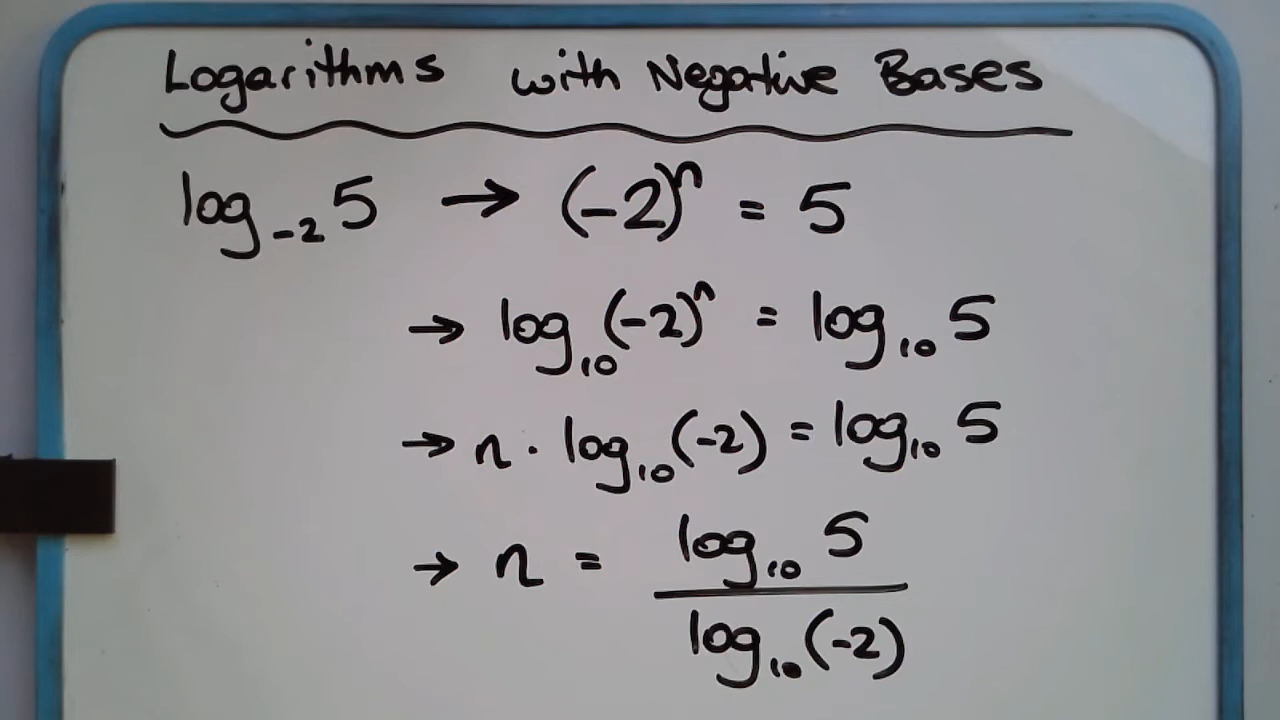 Logarithms with Negative Bases
log₋₂ 5 → (-2)ⁿ = 5
→ log₁₀ (-2)ⁿ = log₁₀ 5
→ n · log₁₀ (-2) = log₁₀ 5
→ n = log₁₀ 5 / log₁₀ (-2)